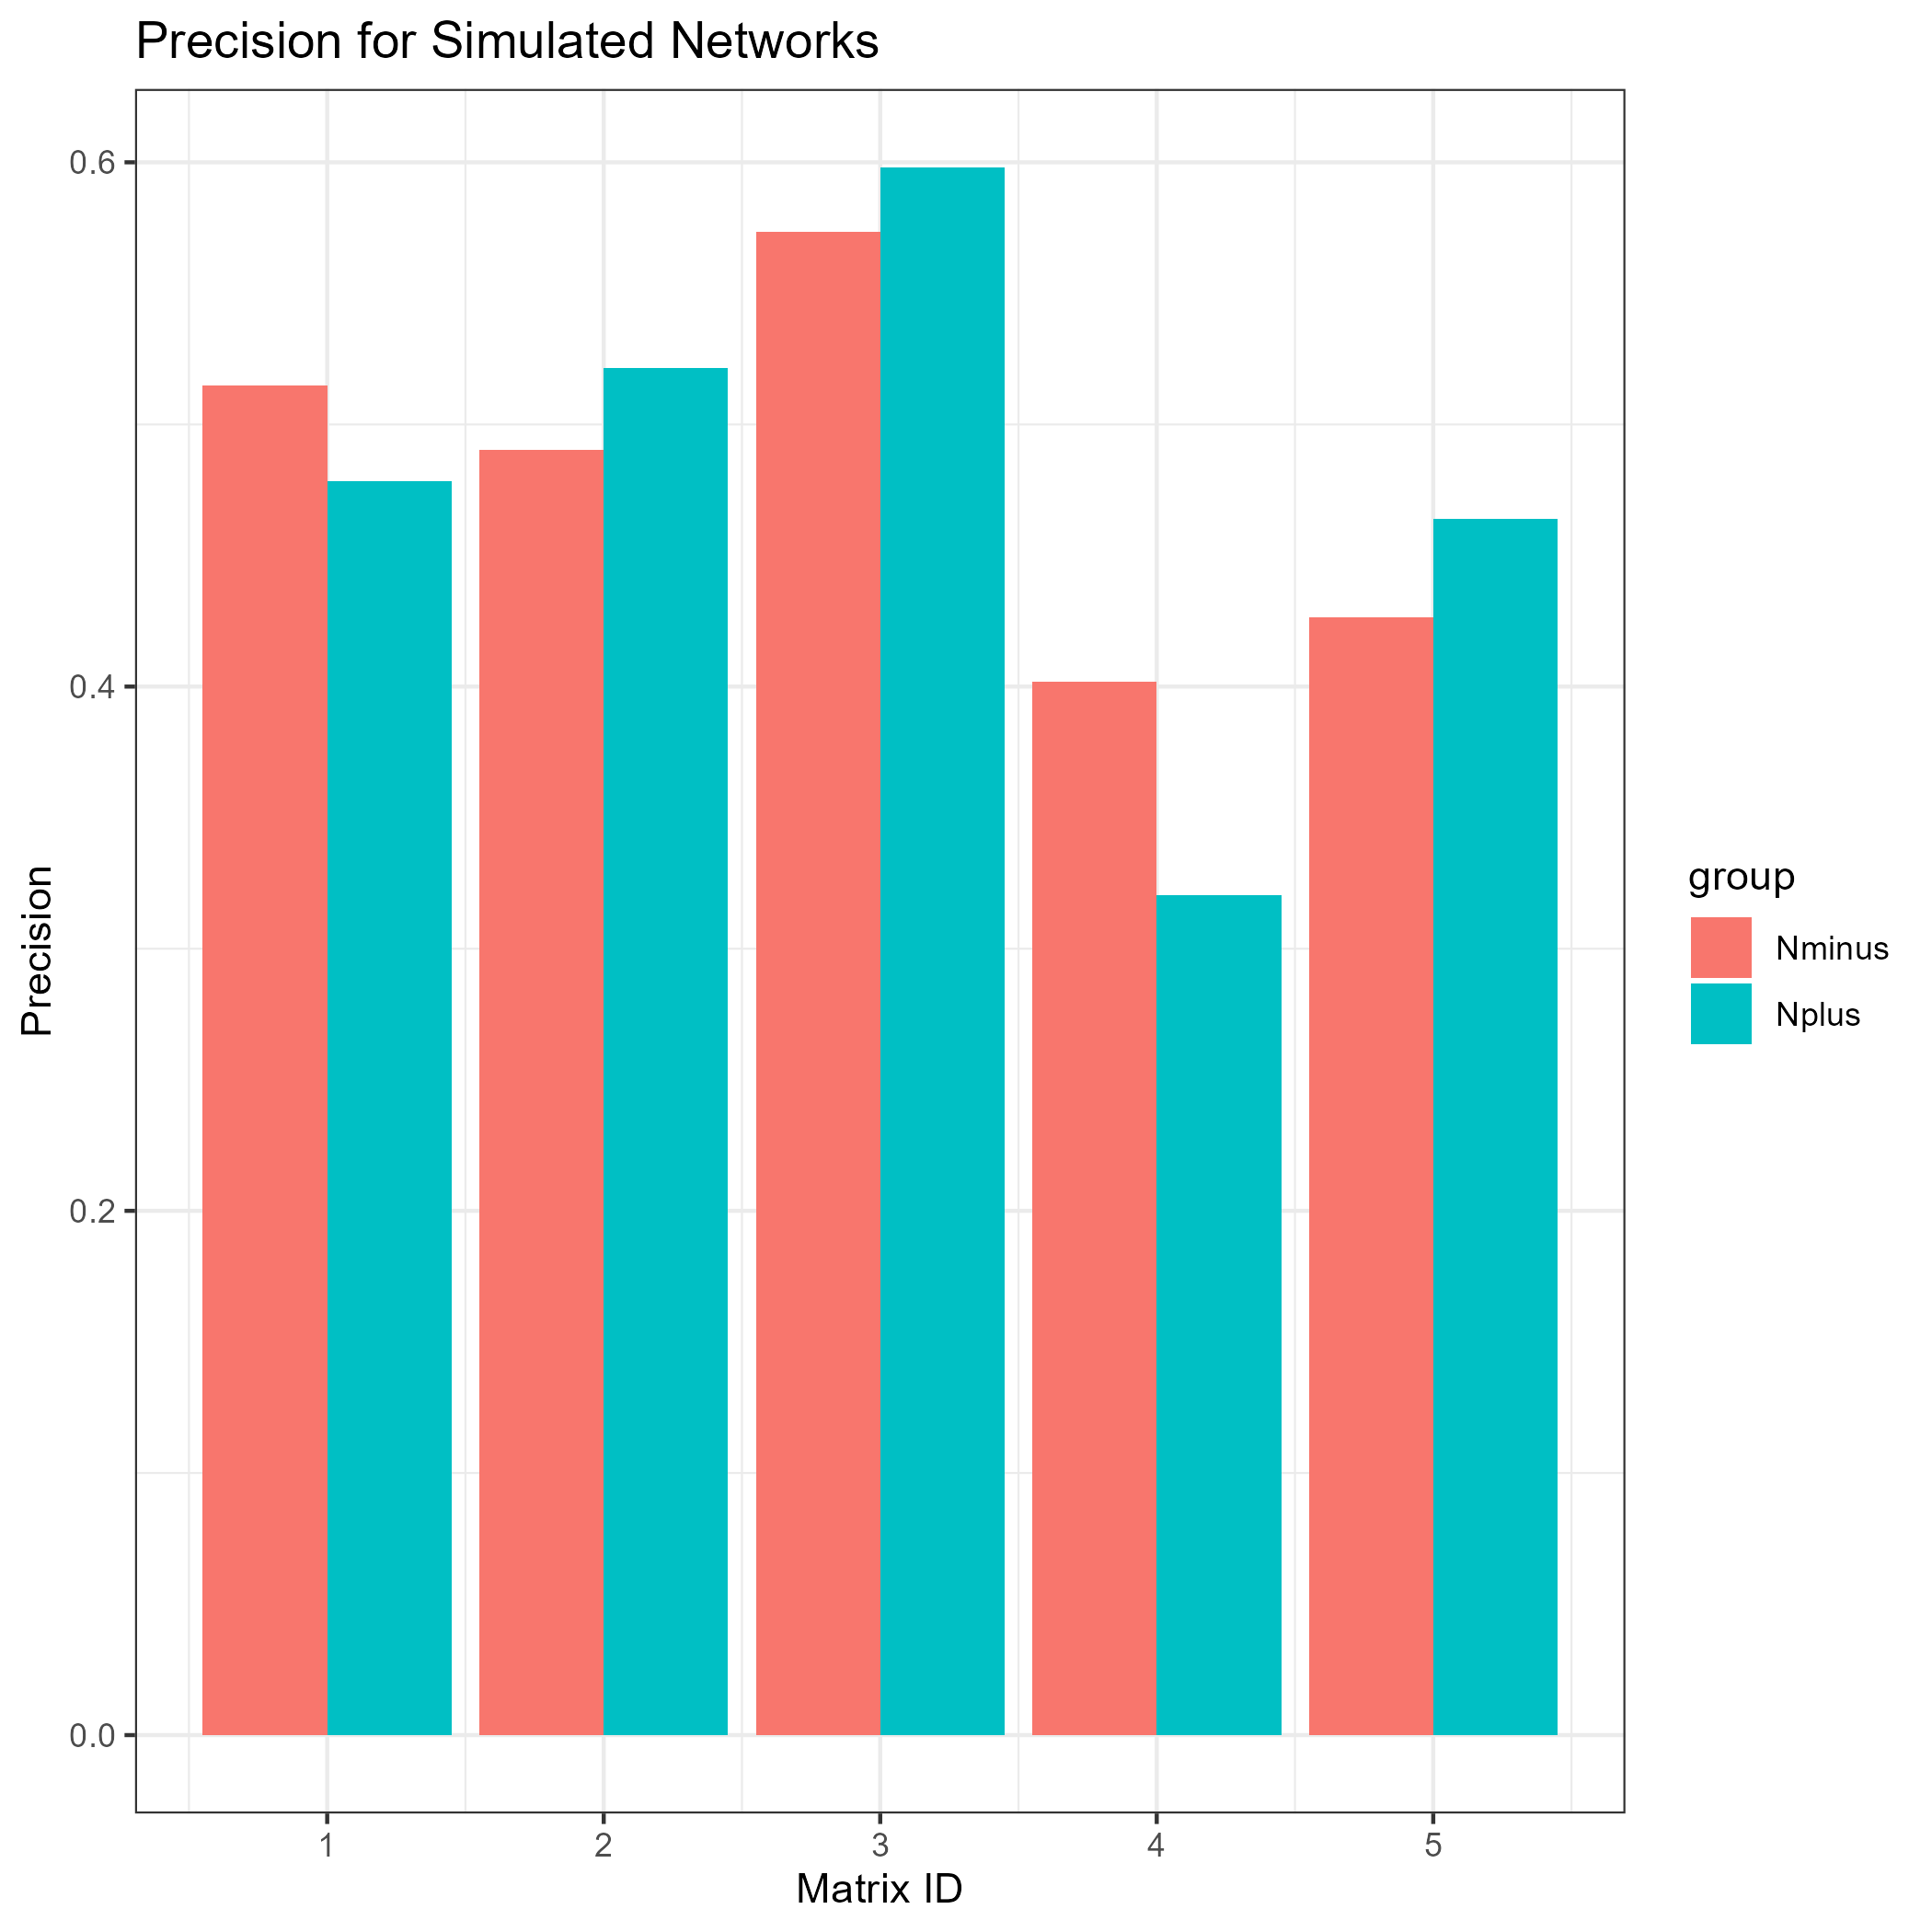 Precision for Simulated Networks
0.6
0.4
0.2
0.0
Precision
1 2 3 4 5
Matrix ID
group
Nminus
Nplus